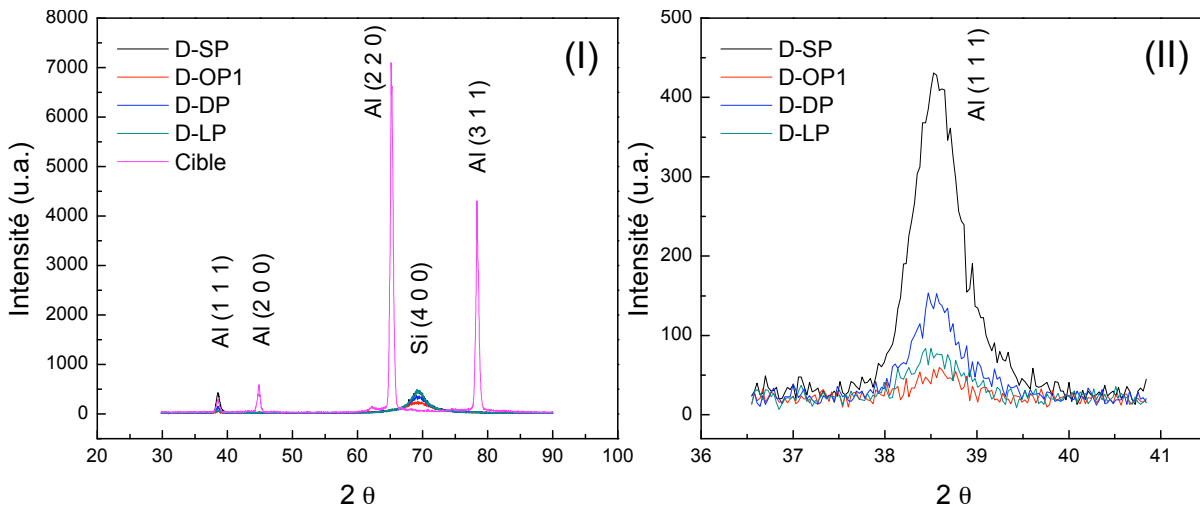 (I)
D-SP
D-OP1
D-DP
D-LP
Cible
Al (1 1 1)
Al (2 0 0)
Al (2 2 0)
Si (4 0 0)
Al (3 1 1)
Intensité (u.a.)
8000
7000
6000
5000
4000
3000
2000
1000
0
20 30 40 50 60 70 80 90 100
2 θ
(II)
D-SP
D-OP1
D-DP
D-LP
Al (1 1 1)
Intensité (u.a.)
500
400
300
200
100
0
36 37 38 39 40 41
2 θ